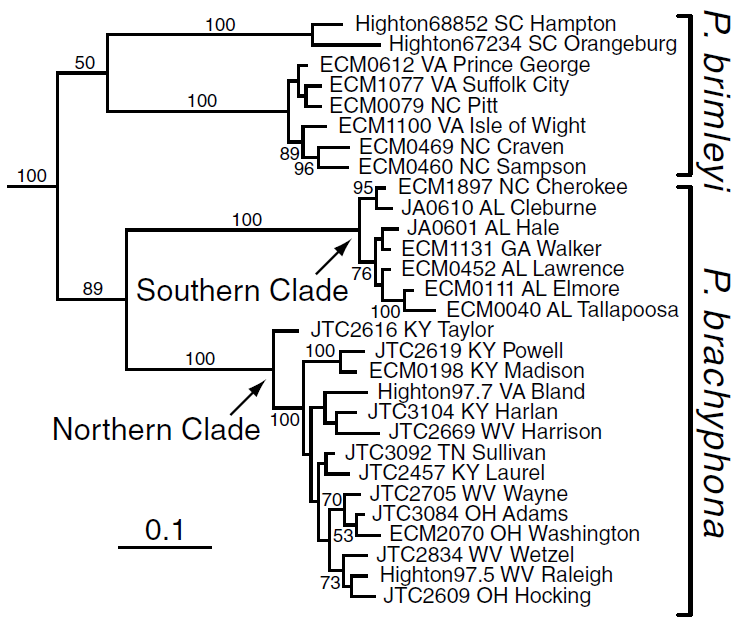 100
Highton68852 SC Hampton
Highton67234 SC Orangeburg
50
ECM0612 VA Prince George
ECM1077 VA Suffolk City
100
ECM0079 NC Pitt
ECM1100 VA Isle of Wight
89
ECM0469 NC Craven
96
ECM0460 NC Sampson
P. brimleyi
100
95
ECM1897 NC Cherokee
JA0610 AL Cleburne
100
JA0601 AL Hale
ECM1131 GA Walker
76
ECM0452 AL Lawrence
Southern Clade
89
ECM0111 AL Elmore
100
ECM0040 AL Tallapoosa
JTC2616 KY Taylor
100
100
JTC2619 KY Powell
ECM0198 KY Madison
Highton97.7 VA Bland
100
JTC3104 KY Harlan
Northern Clade
JTC2669 WV Harrison
JTC3092 TN Sullivan
JTC2457 KY Laurel
70
JTC2705 WV Wayne
JTC3084 OH Adams
53
ECM2070 OH Washington
0.1
JTC2834 WV Wetzel
73
Highton97.5 WV Raleigh
JTC2609 OH Hocking
P. brachyphona